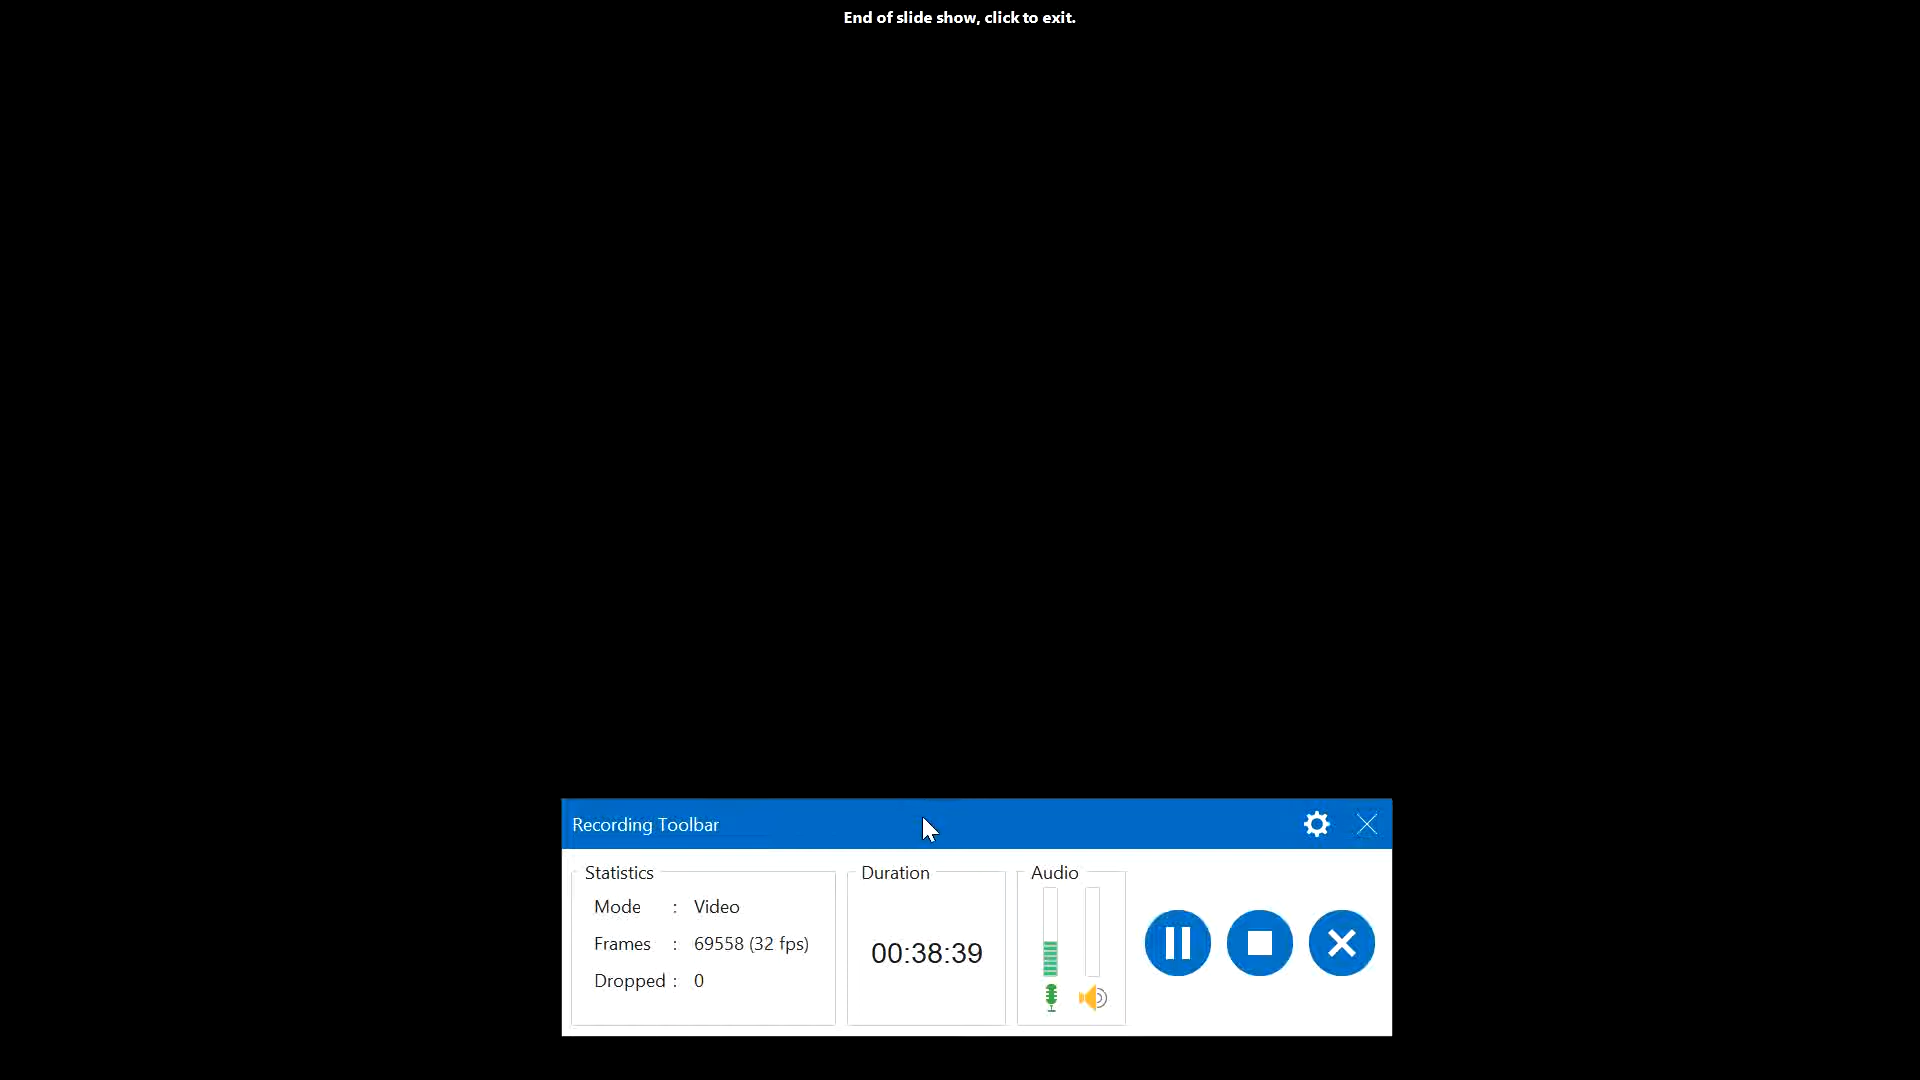 End of slide show, click to exit.
Recording Toolbar
Statistics
Mode : Video
Frames : 69558 (32 fps)
Dropped : 0
Duration
00:38:39
Audio